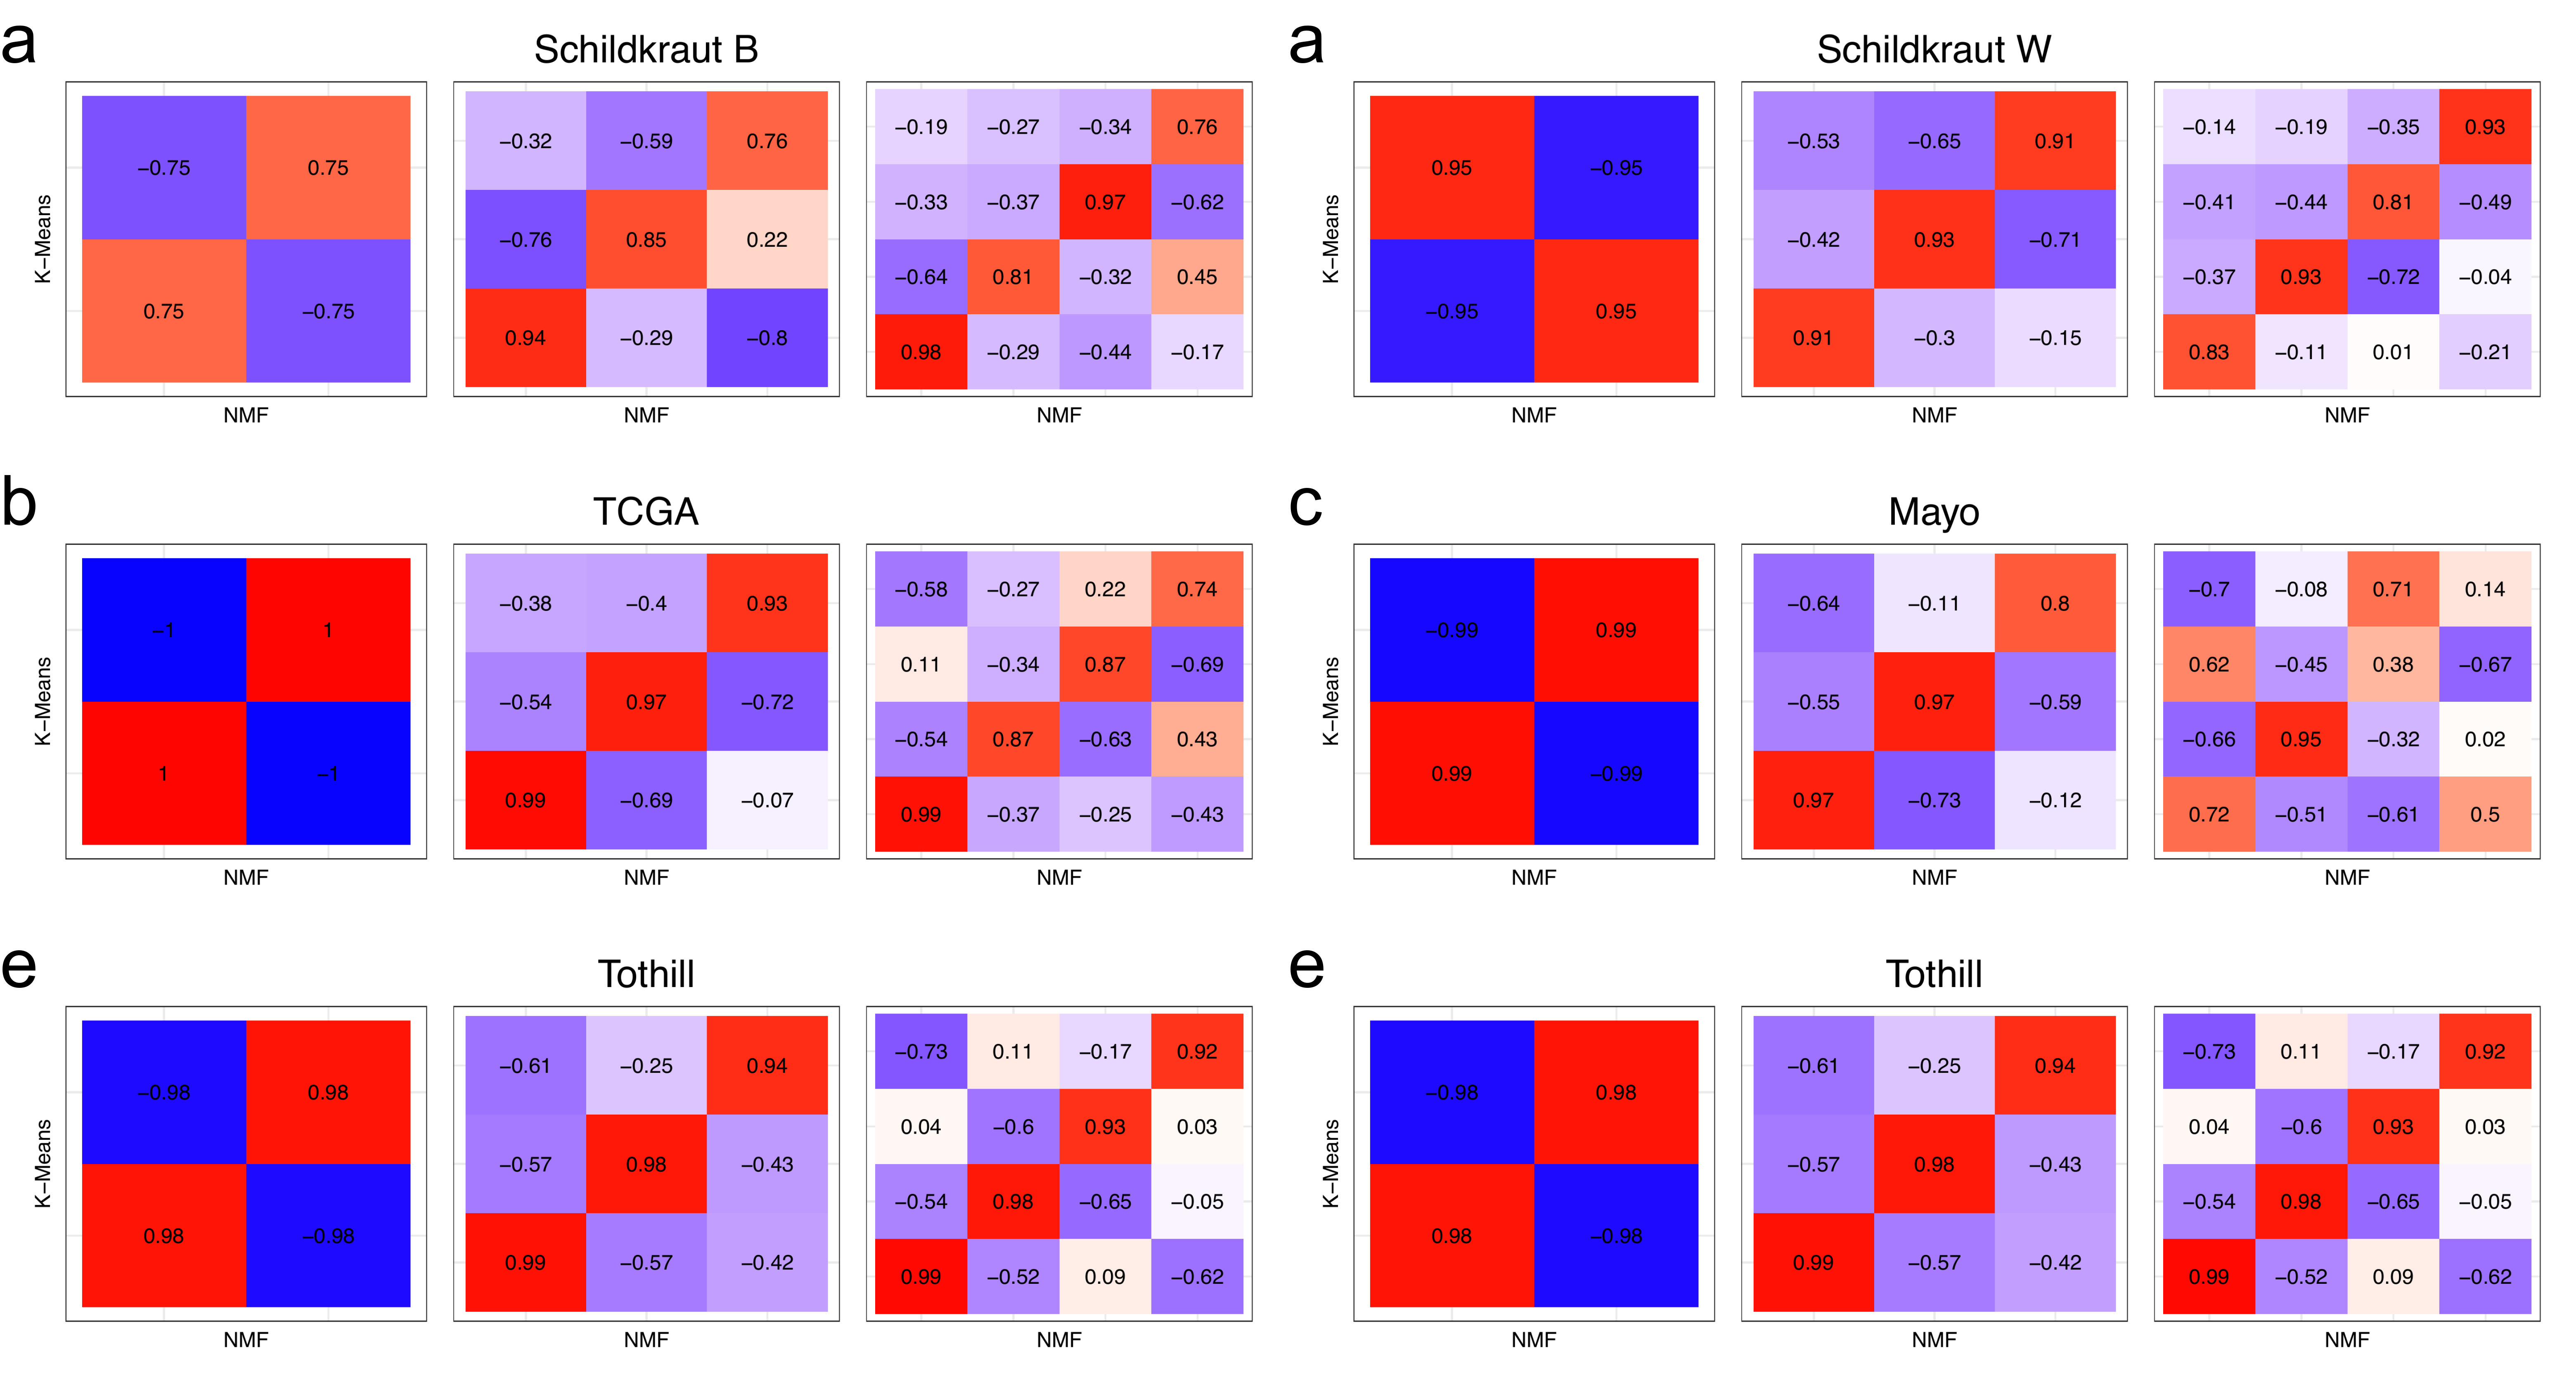 a
Schildkraut B
K−Means
−0.75 0.75
0.75 −0.75
NMF
−0.32 −0.59 0.76
−0.76 0.85 0.22
0.94 −0.29 −0.8
NMF
−0.19 −0.27 −0.34 0.76
−0.33 −0.37 0.97 −0.62
−0.64 0.81 −0.32 0.45
0.98 −0.29 −0.44 −0.17
NMF
a
Schildkraut W
K−Means
0.95 −0.95
−0.95 0.95
NMF
−0.53 −0.65 0.91
−0.42 0.93 −0.71
0.91 −0.3 −0.15
NMF
−0.14 −0.19 −0.35 0.93
−0.41 −0.44 0.81 −0.49
−0.37 0.93 −0.72 −0.04
0.83 −0.11 0.01 −0.21
NMF
b
TCGA
K−Means
−1 1
1 −1
NMF
−0.38 −0.4 0.93
−0.54 0.97 −0.72
0.99 −0.69 −0.07
NMF
−0.58 −0.27 0.22 0.74
0.11 −0.34 0.87 −0.69
−0.54 0.87 −0.63 0.43
0.99 −0.37 −0.25 −0.43
NMF
c
Mayo
K−Means
−0.99 0.99
0.99 −0.99
NMF
−0.64 −0.11 0.8
−0.55 0.97 −0.59
0.97 −0.73 −0.12
NMF
−0.7 −0.08 0.71 0.14
0.62 −0.45 0.38 −0.67
−0.66 0.95 −0.32 0.02
0.72 −0.51 −0.61 0.5
NMF
e
Tothill
K−Means
−0.98 0.98
0.98 −0.98
NMF
−0.61 −0.25 0.94
−0.57 0.98 −0.43
0.99 −0.57 −0.42
NMF
−0.73 0.11 −0.17 0.92
0.04 −0.6 0.93 0.03
−0.54 0.98 −0.65 −0.05
0.99 −0.52 0.09 −0.62
NMF
e
Tothill
K−Means
−0.98 0.98
0.98 −0.98
NMF
−0.61 −0.25 0.94
−0.57 0.98 −0.43
0.99 −0.57 −0.42
NMF
−0.73 0.11 −0.17 0.92
0.04 −0.6 0.93 0.03
−0.54 0.98 −0.65 −0.05
0.99 −0.52 0.09 −0.62
NMF